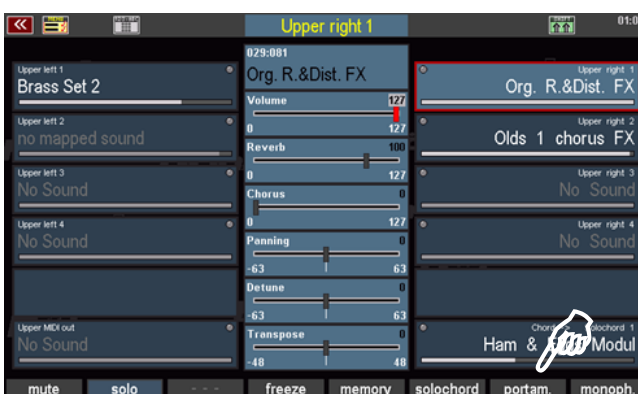 Upper right 1
01:0
029:081
Org. R.&Dist. FX
Upper left 1
Brass Set 2
Upper left 2
no mapped sound
Upper left 3
No Sound
Upper left 4
No Sound
Upper MIDI out
No Sound
Volume 127
0 127
Reverb 100
0 127
Chorus 0
0 127
Panning 0
-63 63
Detune 0
-63 63
Transpose 0
-48 48
Upper right 1
Org. R.&Dist. FX
Upper right 2
Olds 1 chorus FX
Upper right 3
No Sound
Upper right 4
No Sound
Solochord 1
Ham & Modul
mute solo - - - freeze memory solochord portam. monoph.